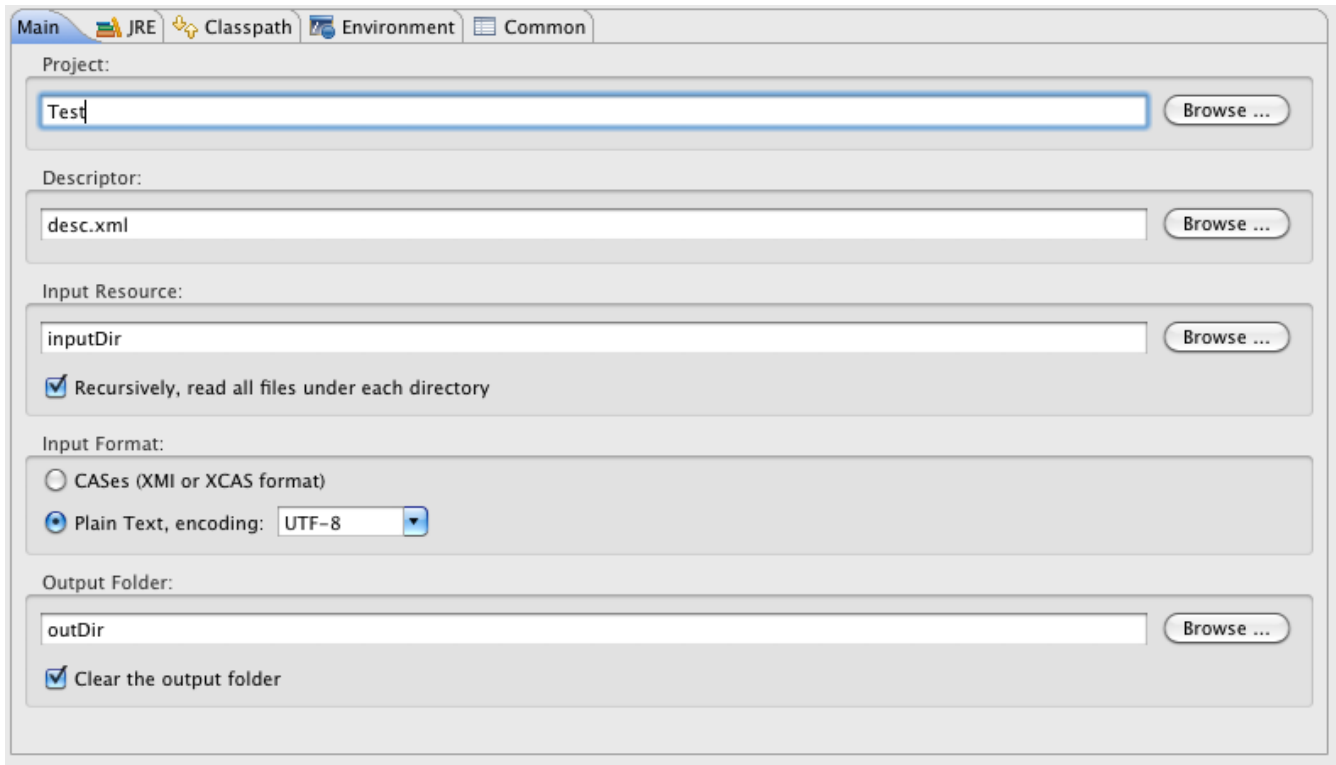 Main JRE Classpath Environment Common
Project:
Test Browse ...
Descriptor:
desc.xml Browse ...
Input Resource:
inputDir Browse ...
Recursively, read all files under each directory
Input Format:
CASes (XMI or XCAS format)
Plain Text, encoding: UTF-8
Output Folder:
outDir Browse ...
Clear the output folder